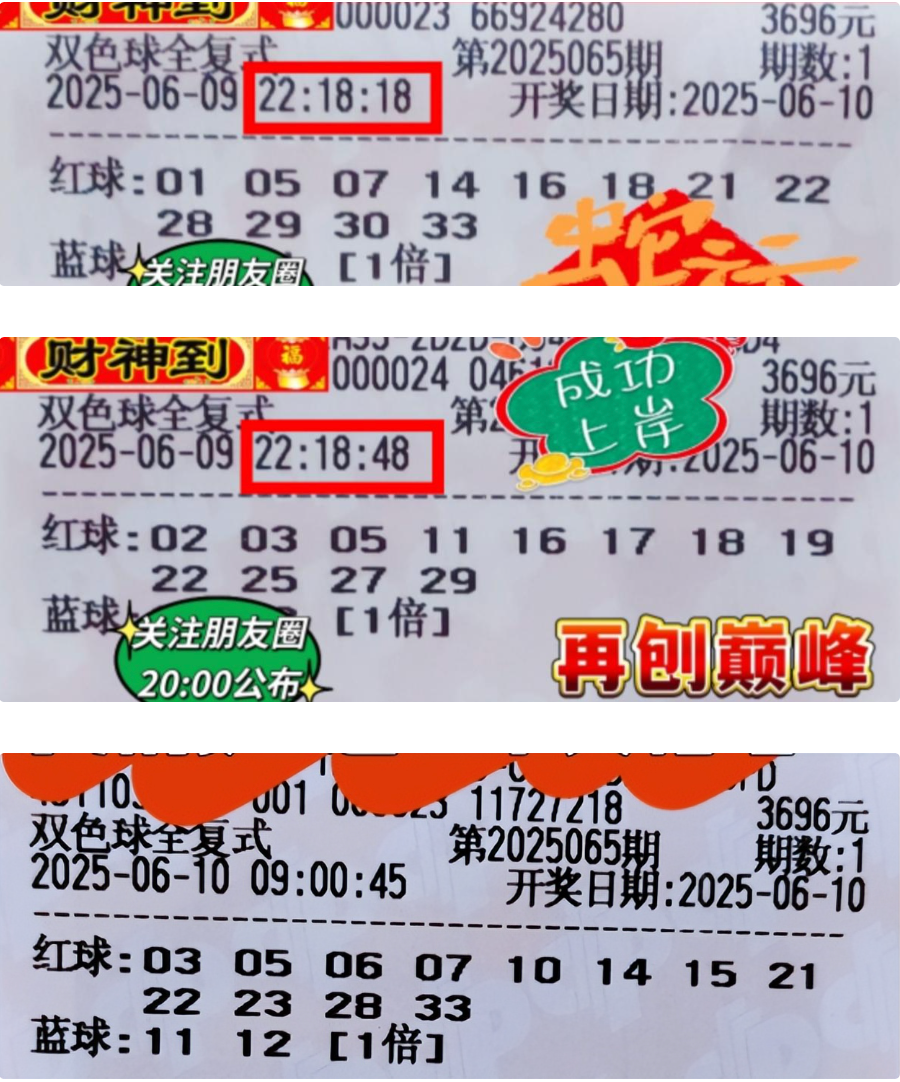 财神到 000023 66924280 3696元
双色球全复式 第2025065期 期数:1
2025-06-09 22:18:18 开奖日期:2025-06-10
红球:01 05 07 14 16 18 21 22
28 29 30 33
蓝球 [1倍]
关注朋友圈
财神到 福
000024 3696元
成功
上岸
双色球全复式 期数:1
2025-06-09 22:18:48 2025-06-10
红球:02 03 05 11 16 17 18 19
22 25 27 29
蓝球 [1倍]
关注朋友圈
20:00公布
再创巅峰
001 11727218 3696元
双色球全复式 第2025065期 期数:1
2025-06-10 09:00:45 开奖日期:2025-06-10
红球:03 05 06 07 10 14 15 21
22 23 28 33
蓝球:11 12 [1倍]